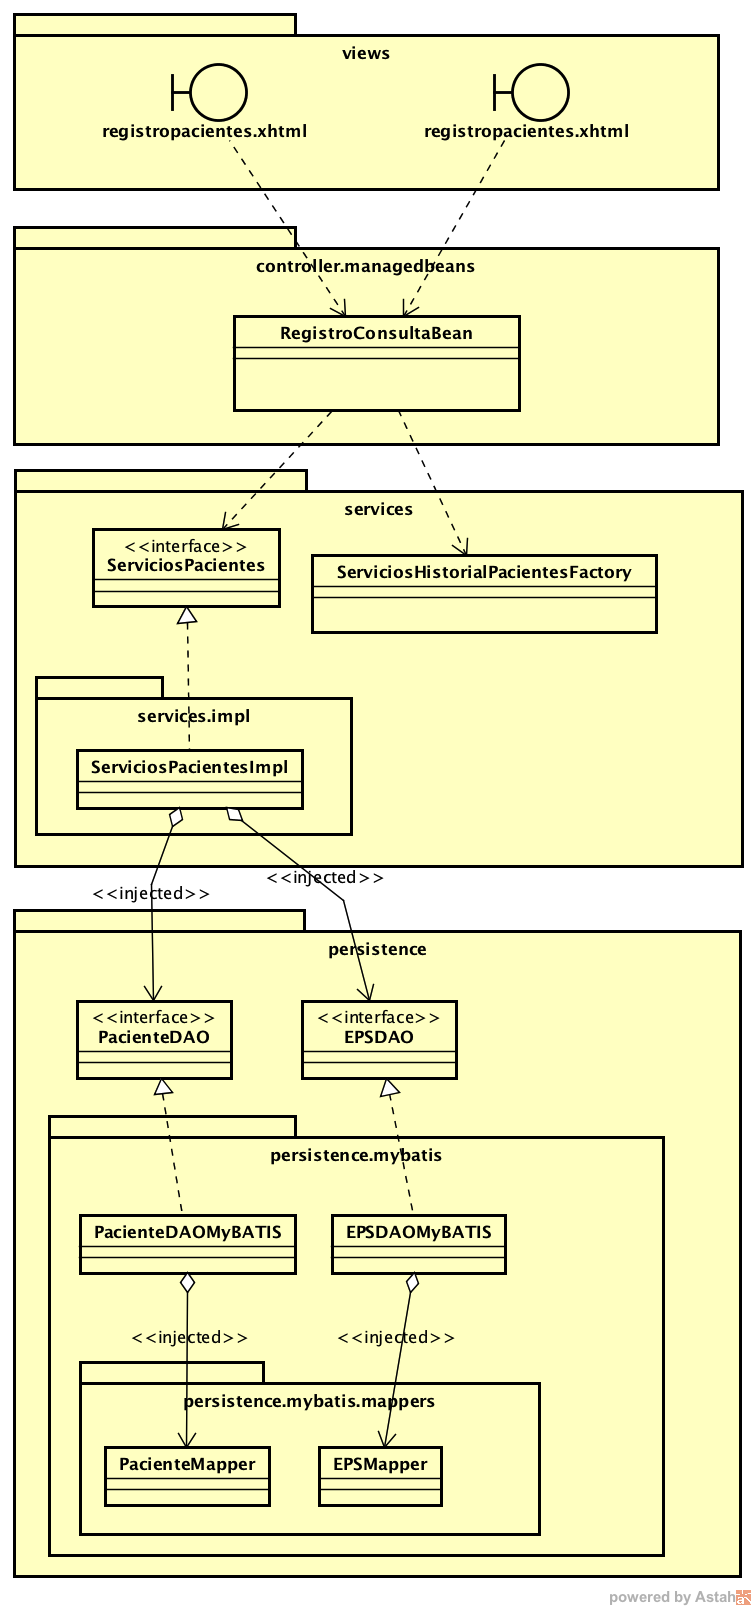 views
registropacientes.xhtml
registropacientes.xhtml
controller.managedbeans
RegistroConsultaBean
services
<<interface>>
ServiciosPacientes
ServiciosHistorialPacientesFactory
services.impl
ServiciosPacientesImpl
<<injected>>
<<injected>>
persistence
<<interface>>
PacienteDAO
<<interface>>
EPSDAO
persistence.mybatis
PacienteDAOMyBATIS
EPSDAOMyBATIS
<<injected>>
<<injected>>
persistence.mybatis.mappers
PacienteMapper
EPSMapper
powered by Astah